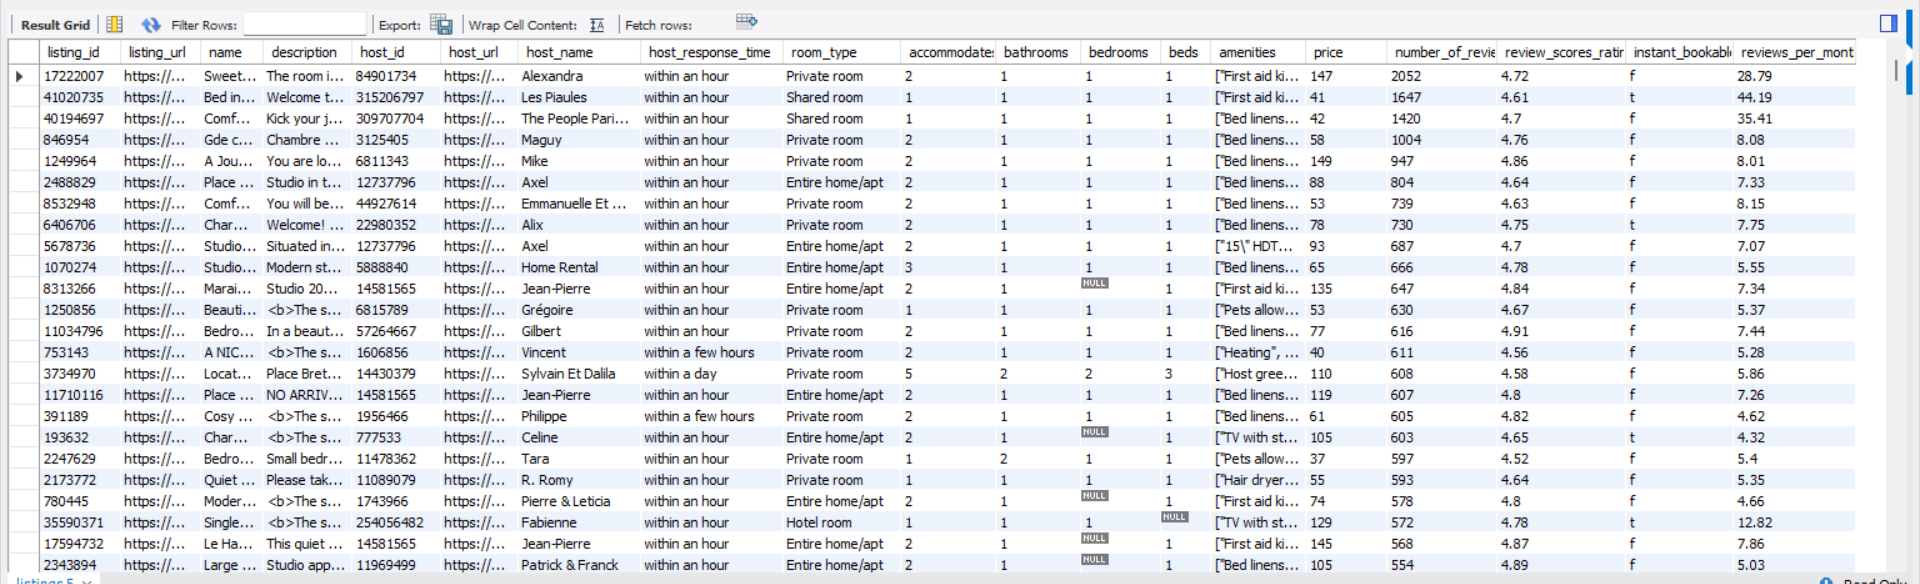 Result Grid Filter Rows: Export: Wrap Cell Content: Fetch rows:
listing_id listing_url name description host_id host_url host_name host_response_time room_type accommodates bathrooms bedrooms beds amenities price number_of_revie review_scores_ratin instant_bookabl reviews_per_mont
17222007 https://... Sweet... The room i... 84901734 https://... Alexandra within an hour Private room 2 1 1 1 ["First aid ki... 147 2052 4.72 f 28.79
41020735 https://... Bed in... Welcome t... 315206797 https://... Les Piaules within an hour Shared room 1 1 1 1 ["First aid ki... 41 1647 4.61 t 44.19
40194697 https://... Comf... Kick your j... 309707704 https://... The People Pari... within an hour Shared room 1 1 1 1 ["Bed linens... 42 1420 4.7 f 35.41
846954 https://... Gde c... Chambre ... 3125405 https://... Maguy within an hour Private room 2 1 1 1 ["Bed linens... 58 1004 4.76 f 8.08
1249964 https://... A Jou... You are lo... 6811343 https://... Mike within an hour Private room 2 1 1 1 ["Bed linens... 149 947 4.86 f 8.01
2488829 https://... Place ... Studio in t... 12737796 https://... Axel within an hour Entire home/apt 2 1 1 1 ["Bed linens... 88 804 4.64 f 7.33
8532948 https://... Comf... You will be... 44927614 https://... Emmanuelle Et ... within an hour Private room 2 1 1 1 ["Bed linens... 53 739 4.63 f 8.15
6406706 https://... Char... Welcome! ... 22980352 https://... Alix within an hour Private room 2 1 1 1 ["Bed linens... 78 730 4.75 t 7.75
5678736 https://... Studio... Situated in... 12737796 https://... Axel within an hour Entire home/apt 2 1 1 1 ["15\" HDT... 93 687 4.7 f 7.07
1070274 https://... Studio... Modern st... 5888840 https://... Home Rental within an hour Entire home/apt 3 1 1 1 ["Bed linens... 65 666 4.78 f 5.55
8313266 https://... Marai... Studio 20... 14581565 https://... Jean-Pierre within an hour Entire home/apt 2 1 NULL 1 ["First aid ki... 135 647 4.84 f 7.34
1250856 https://... Beauti... <b>The s... 6815789 https://... Grégoire within an hour Private room 1 1 1 1 ["Pets allow... 53 630 4.67 f 5.37
11034796 https://... Bedro... In a beaut... 57264667 https://... Gilbert within an hour Private room 2 1 1 1 ["Bed linens... 77 616 4.91 f 7.44
753143 https://... A NIC... <b>The s... 1606856 https://... Vincent within a few hours Private room 2 1 1 1 ["Heating", ... 40 611 4.56 f 5.28
3734970 https://... Locat... Place Bret... 14430379 https://... Sylvain Et Dalila within a day Private room 5 2 2 3 ["Host gree... 110 608 4.58 f 5.86
11710116 https://... Place ... NO ARRIV... 14581565 https://... Jean-Pierre within an hour Entire home/apt 2 1 1 1 ["Bed linens... 119 607 4.8 f 7.26
391189 https://... Cosy ... <b>The s... 1956466 https://... Philippe within a few hours Private room 2 1 1 1 ["Bed linens... 61 605 4.82 f 4.62
193632 https://... Char... <b>The s... 777533 https://... Celine within an hour Entire home/apt 2 1 NULL 1 ["TV with st... 105 603 4.65 t 4.32
2247629 https://... Bedro... Small bedr... 11478362 https://... Tara within an hour Private room 1 2 1 1 ["Pets allow... 37 597 4.52 f 5.4
2173772 https://... Quiet ... Please tak... 11089079 https://... R. Romy within an hour Private room 1 1 1 1 ["Hair dryer... 55 593 4.64 f 5.35
780445 https://... Moder... <b>The s... 1743966 https://... Pierre & Leticia within an hour Entire home/apt 2 1 NULL 1 ["First aid ki... 74 578 4.8 f 4.66
35590371 https://... Single... <b>The s... 254056482 https://... Fabienne within an hour Hotel room 1 1 1 NULL ["TV with st... 129 572 4.78 t 12.82
17594732 https://... Le Ha... This quiet ... 14581565 https://... Jean-Pierre within an hour Entire home/apt 2 1 NULL 1 ["First aid ki... 145 568 4.87 f 7.86
2343894 https://... Large ... Studio app... 11969499 https://... Patrick & Franck within an hour Entire home/apt 2 1 NULL 1 ["Bed linens... 105 554 4.89 f 5.03
listings 5 Read Only